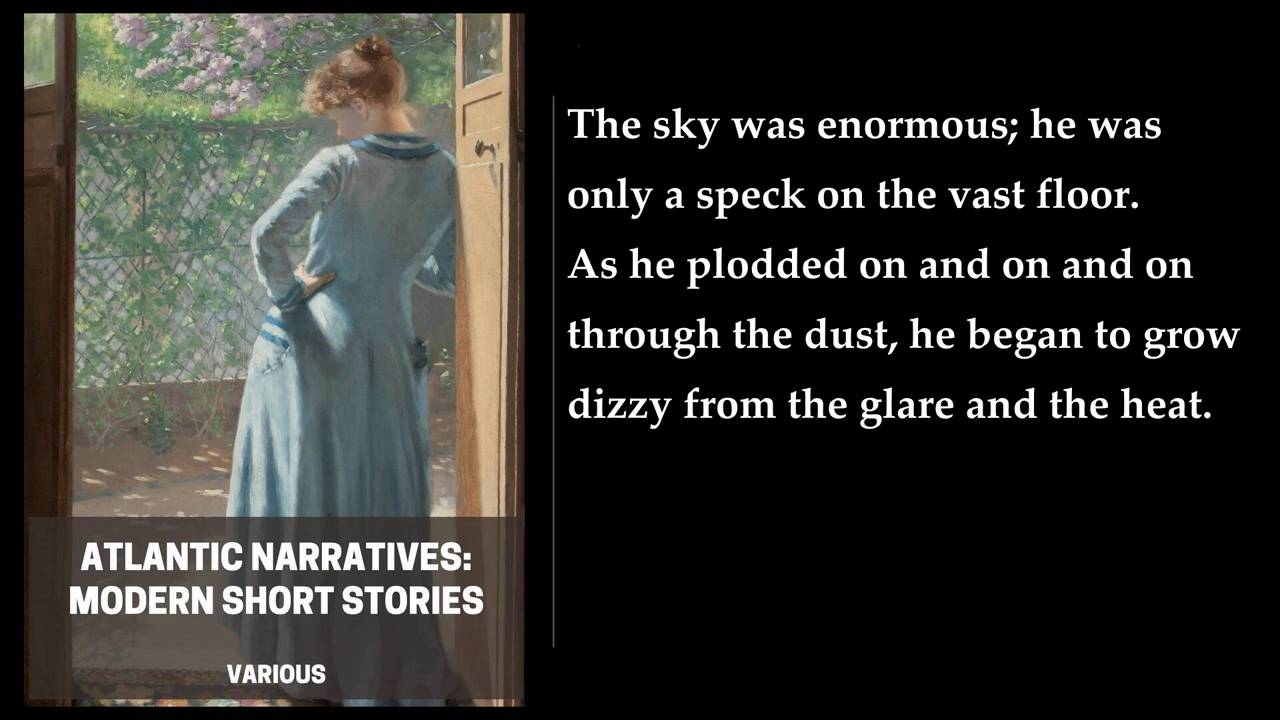 The sky was enormous; he was
only a speck on the vast floor.
As he plodded on and on and on
through the dust, he began to grow
dizzy from the glare and the heat.
ATLANTIC NARRATIVES:
MODERN SHORT STORIES
VARIOUS